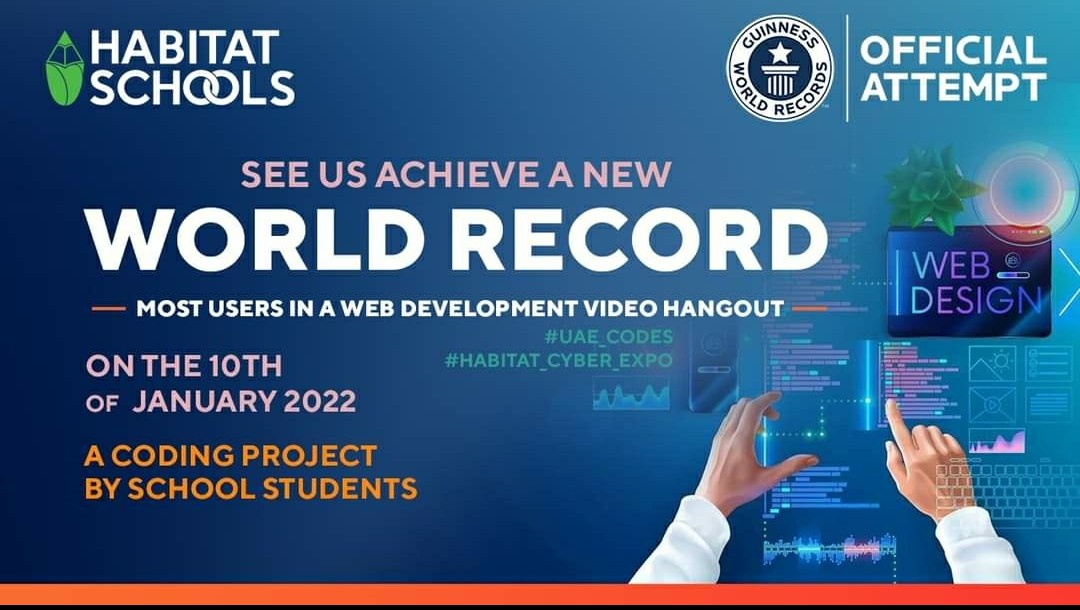 HABITAT
SCHOOLS
GUINNESS
WORLD RECORDS
OFFICIAL
ATTEMPT
SEE US ACHIEVE A NEW
WORLD RECORD
MOST USERS IN A WEB DEVELOPMENT VIDEO HANGOUT
#UAE_CODES
#HABITAT_CYBER_EXPO
ON THE 10TH
OF JANUARY 2022
A CODING PROJECT
BY SCHOOL STUDENTS
WEB
DESIGN